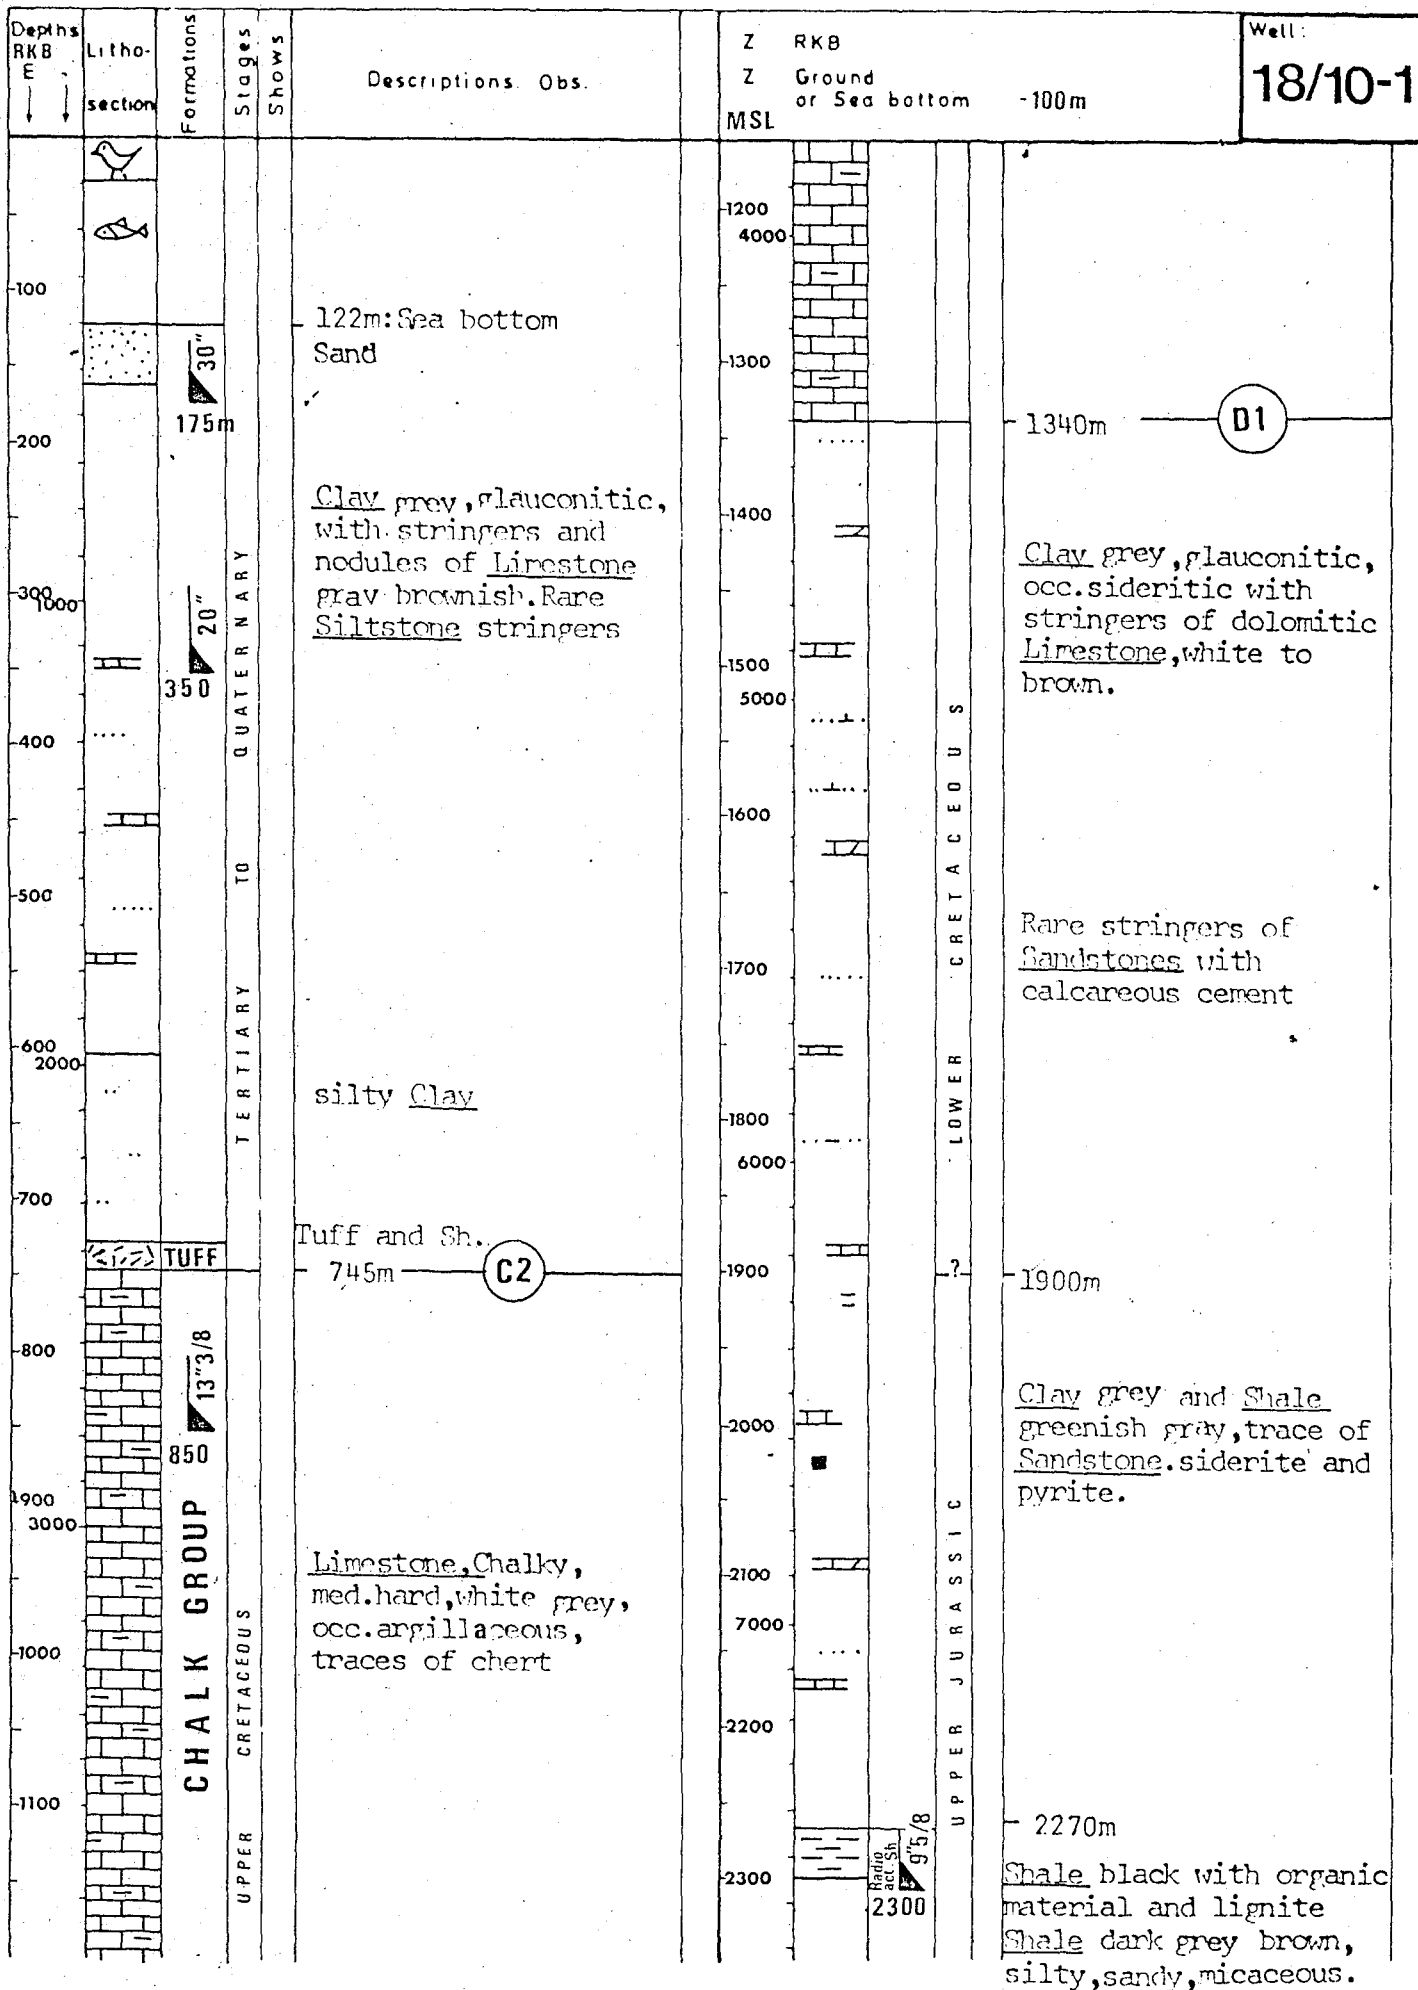 Depths
RKB
m
Litho-
section
Formations
Stages
Shows
Descriptions. Obs.
Z RKB
Z Ground
or Sea bottom -100m
MSL
Well:
18/10-1
-100
-200
-300
1000
-400
-500
-600
2000
-700
-800
-900
3000
-1000
-1100
30"
175m
20"
350
TUFF
13"3/8
850
CHALK GROUP
TERTIARY TO QUATERNARY
UPPER CRETACEOUS
122m:Sea bottom
Sand
Clay grey,glauconitic,
with stringers and
nodules of Limestone
gray brownish.Rare
Siltstone stringers
silty Clay
Tuff and Sh.
745m
C2
Limestone,Chalky,
med.hard,white grey,
occ.argillaceous,
traces of chert
-1200
4000
-1300
-1400
-1500
5000
-1600
-1700
-1800
6000
-1900
-2000
-2100
7000
-2200
-2300
Radio
act. Sh
9"5/8
2300
LOWER CRETACEOUS
?
UPPER JURASSIC
1340m
D1
Clay grey,glauconitic,
occ.sideritic with
stringers of dolomitic
Limestone,white to
brown.
Rare stringers of
Sandstones with
calcareous cement
1900m
Clay grey and Shale
greenish gray,trace of
Sandstone.siderite and
pyrite.
2270m
Shale black with organic
material and lignite
Shale dark grey brown,
silty,sandy,micaceous.